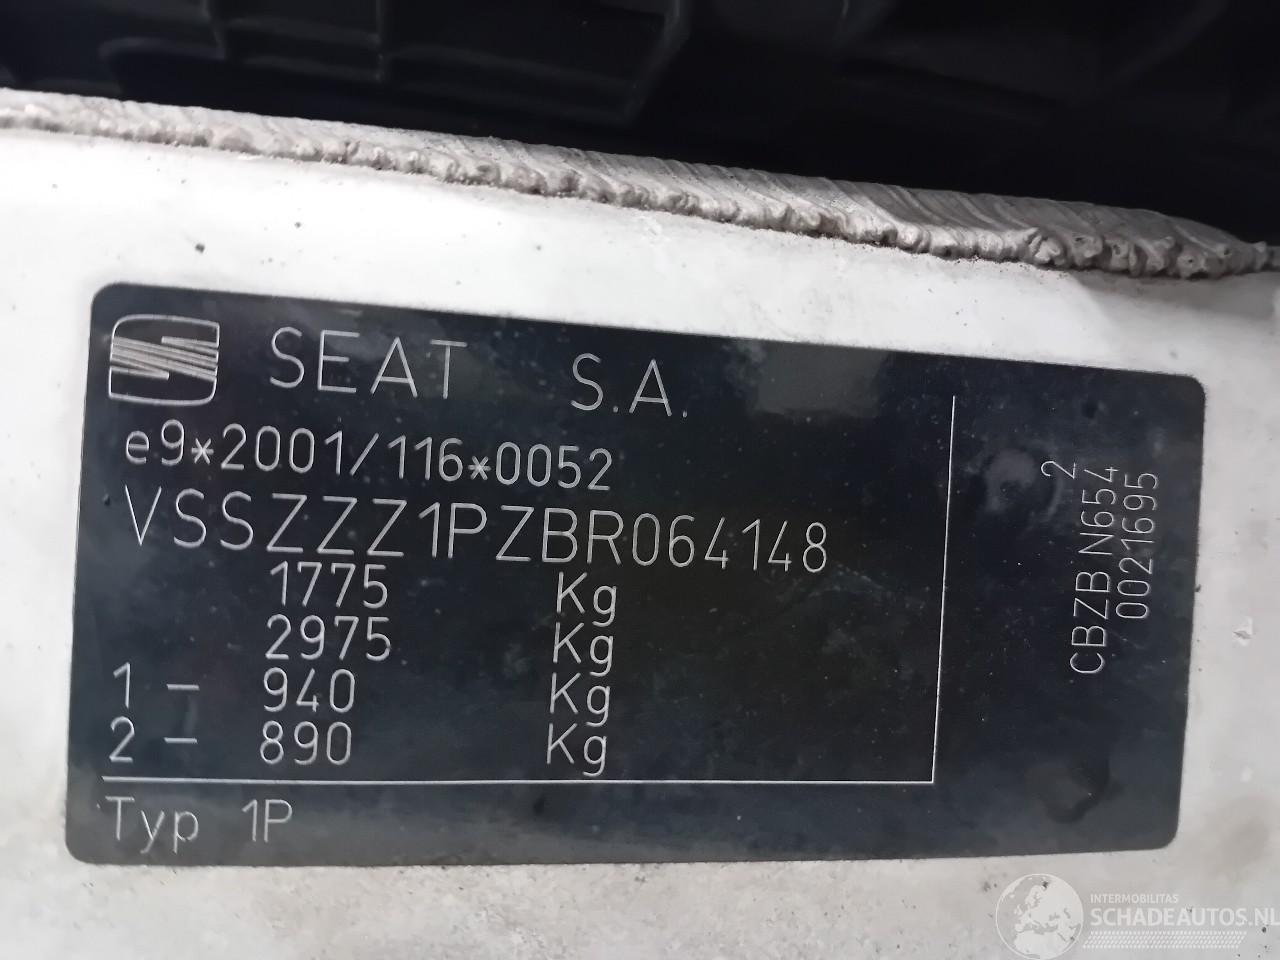 SEAT S.A.
e9*2001/116*0052
VSSZZZ1PZBR064148
1775 Kg
2975 Kg
1 - 940 Kg
2 - 890 Kg
Typ 1P
2
CBZB N654
0021695
INTERMOBILITAS
SCHADEAUTOS.NL